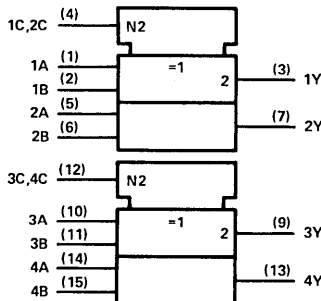 1C,2C (4) N2
1A (1) =1 (3) 1Y
1B (2) 2
2A (5) (7) 2Y
2B (6)
3C,4C (12) N2
3A (10) =1 (9) 3Y
3B (11) 2
4A (14) (13) 4Y
4B (15)